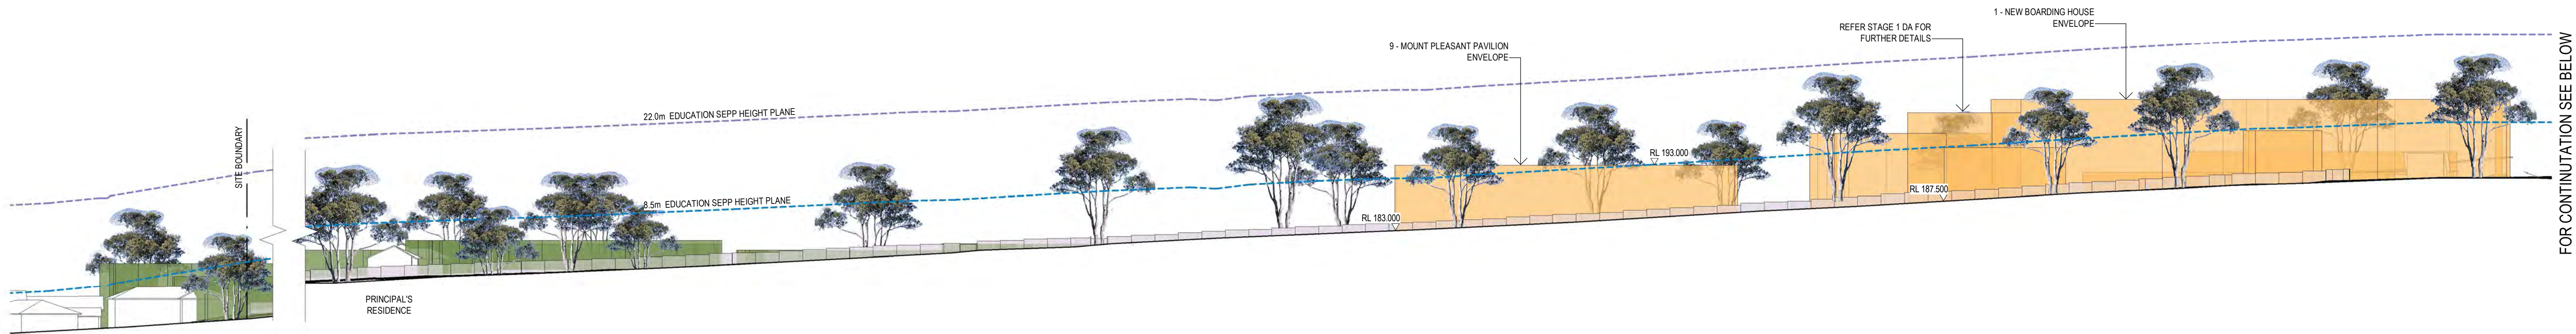 SITE BOUNDARY
PRINCIPAL'S
RESIDENCE
22.0m EDUCATION SEPP HEIGHT PLANE
8.5m EDUCATION SEPP HEIGHT PLANE
9 - MOUNT PLEASANT PAVILION
ENVELOPE
RL 183.000
RL 193.000
REFER STAGE 1 DA FOR
FURTHER DETAILS
1 - NEW BOARDING HOUSE
ENVELOPE
RL 187.500
FOR CONTINUTATION SEE BELOW